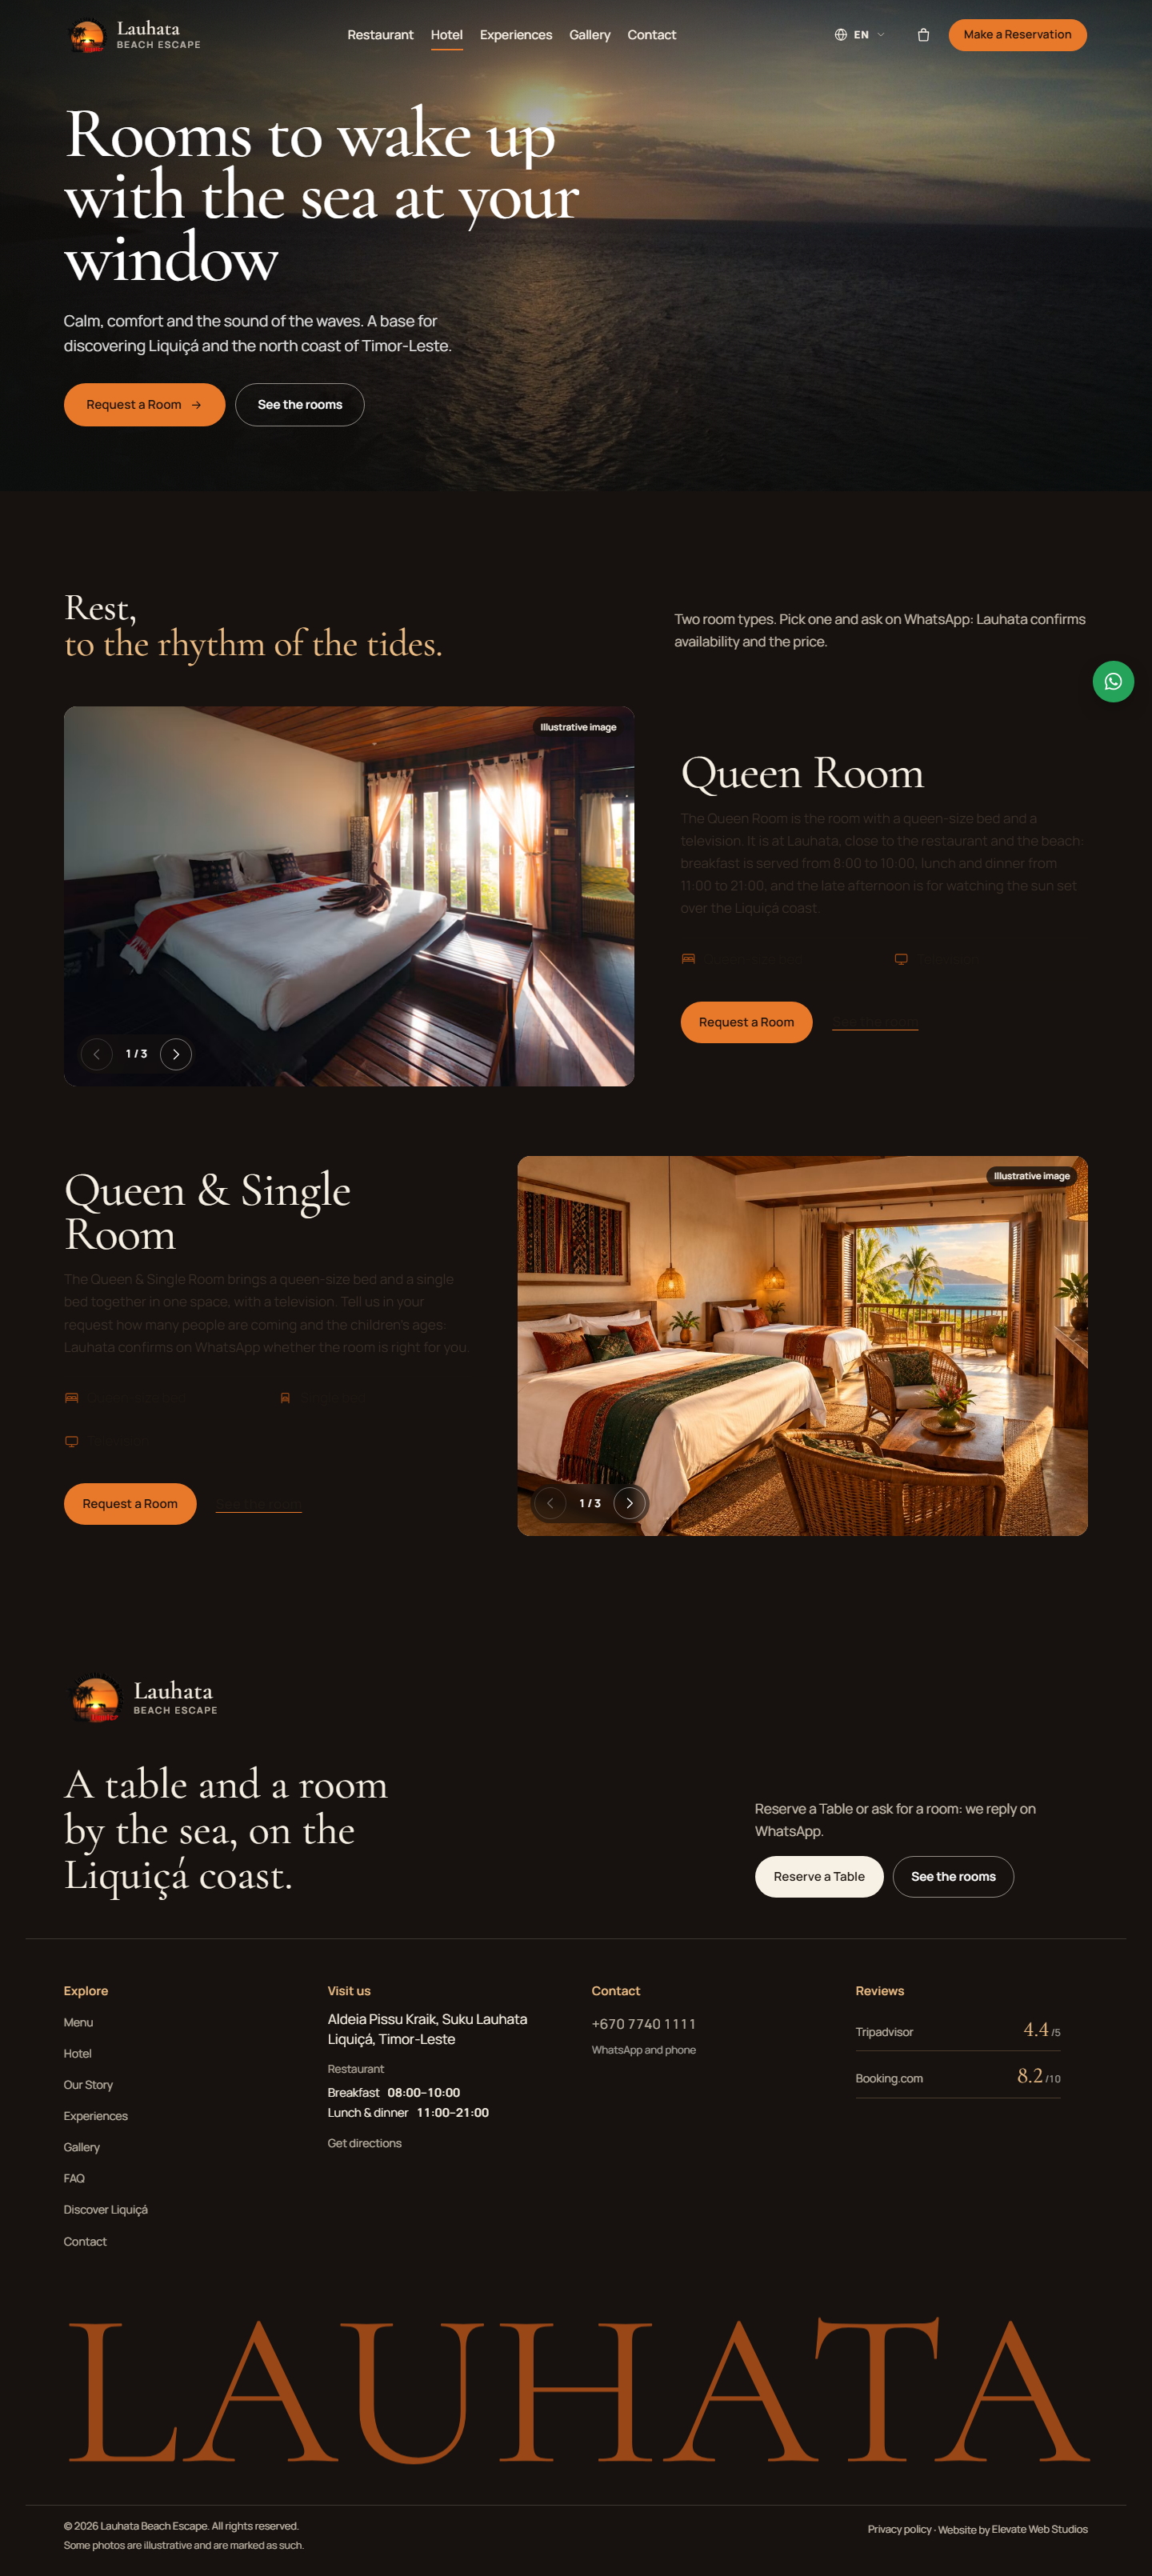 Lauhata
BEACH ESCAPE
Restaurant Hotel Experiences Gallery Contact
EN
Make a Reservation
Rooms to wake up
with the sea at your
window
Calm, comfort and the sound of the waves. A base for
discovering Liquiçá and the north coast of Timor-Leste.
Request a Room →
See the rooms
Rest,
to the rhythm of the tides.
Two room types. Pick one and ask on WhatsApp: Lauhata confirms
availability and the price.
Illustrative image
1 / 3
Queen Room
The Queen Room is the room with a queen-size bed and a
television. It is at Lauhata, close to the restaurant and the beach:
breakfast is served from 8:00 to 10:00, lunch and dinner from
11:00 to 21:00, and the late afternoon is for watching the sun set
over the Liquiçá coast.
Request a Room
See the room
Queen & Single
Room
The Queen & Single Room brings a queen-size bed and a single
bed together in one space, with a television. Tell us in your
request how many people are coming and the children's ages:
Lauhata confirms on WhatsApp whether the room is right for you.
Request a Room
See the room
Illustrative image
1 / 3
Lauhata
BEACH ESCAPE
A table and a room
by the sea, on the
Liquiçá coast.
Reserve a Table or ask for a room: we reply on
WhatsApp.
Reserve a Table
See the rooms
Explore
Menu
Hotel
Our Story
Experiences
Gallery
FAQ
Discover Liquiçá
Contact
Visit us
Aldeia Pissu Kraik, Suku Lauhata
Liquiçá, Timor-Leste
Restaurant
Breakfast 08:00–10:00
Lunch & dinner 11:00–21:00
Get directions
Contact
+670 7740 1111
WhatsApp and phone
Reviews
Tripadvisor 4.4 /5
Booking.com 8.2 /10
LAUHATA
© 2026 Lauhata Beach Escape. All rights reserved.
Some photos are illustrative and are marked as such.
Privacy policy · Website by Elevate Web Studios